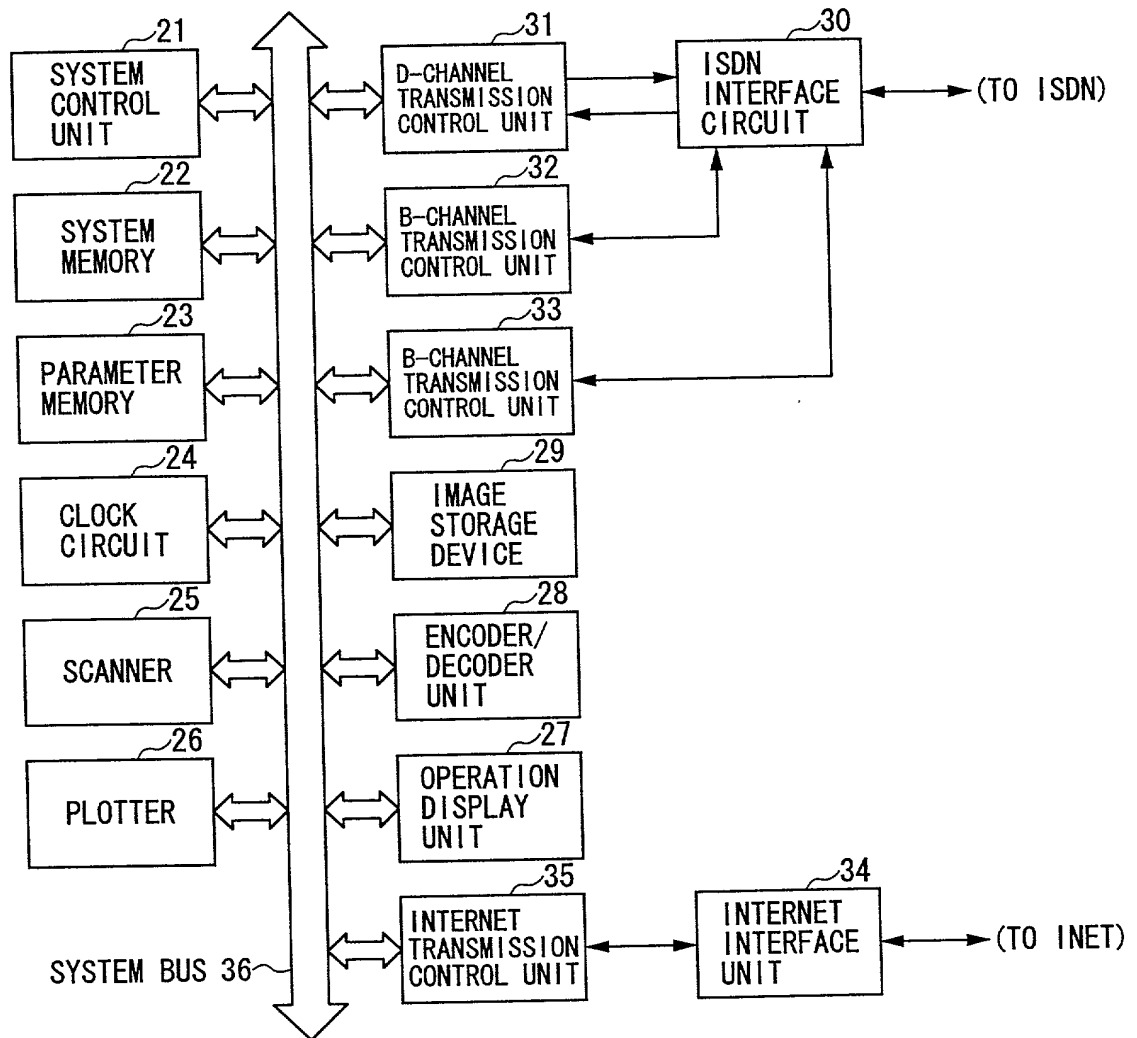 21
SYSTEM
CONTROL
UNIT
22
SYSTEM
MEMORY
23
PARAMETER
MEMORY
24
CLOCK
CIRCUIT
25
SCANNER
26
PLOTTER
SYSTEM BUS 36
31
D-CHANNEL
TRANSMISSION
CONTROL UNIT
30
ISDN
INTERFACE
CIRCUIT
(TO ISDN)
32
B-CHANNEL
TRANSMISSION
CONTROL UNIT
33
B-CHANNEL
TRANSMISSION
CONTROL UNIT
29
IMAGE
STORAGE
DEVICE
28
ENCODER/
DECODER
UNIT
27
OPERATION
DISPLAY
UNIT
35
INTERNET
TRANSMISSION
CONTROL UNIT
34
INTERNET
INTERFACE
UNIT
(TO INET)